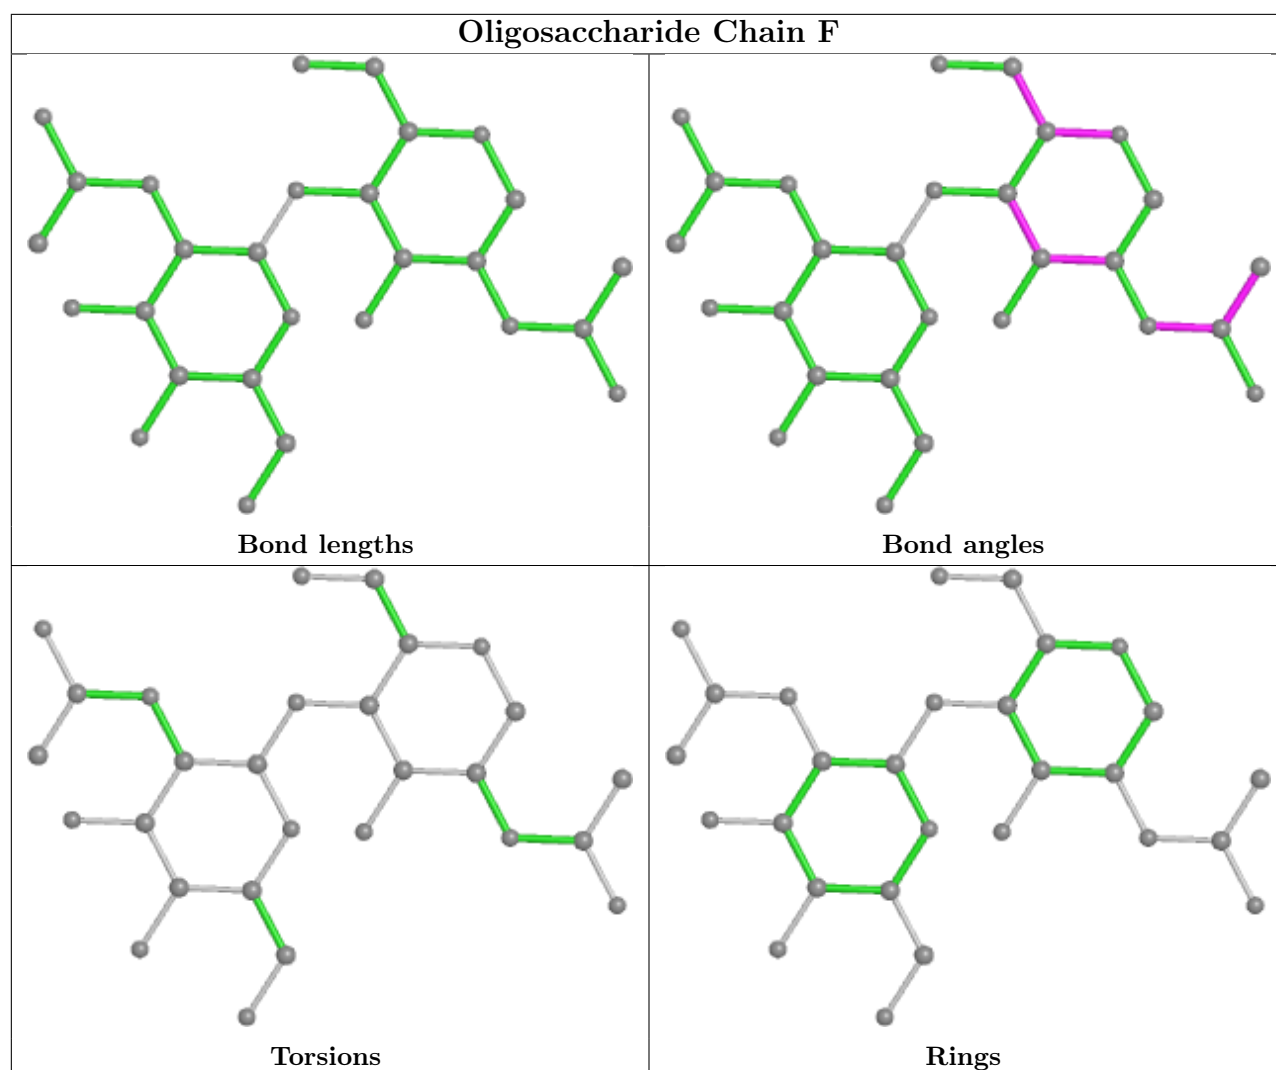 Oligosaccharide Chain F
Bond lengths
Bond angles
Torsions
Rings